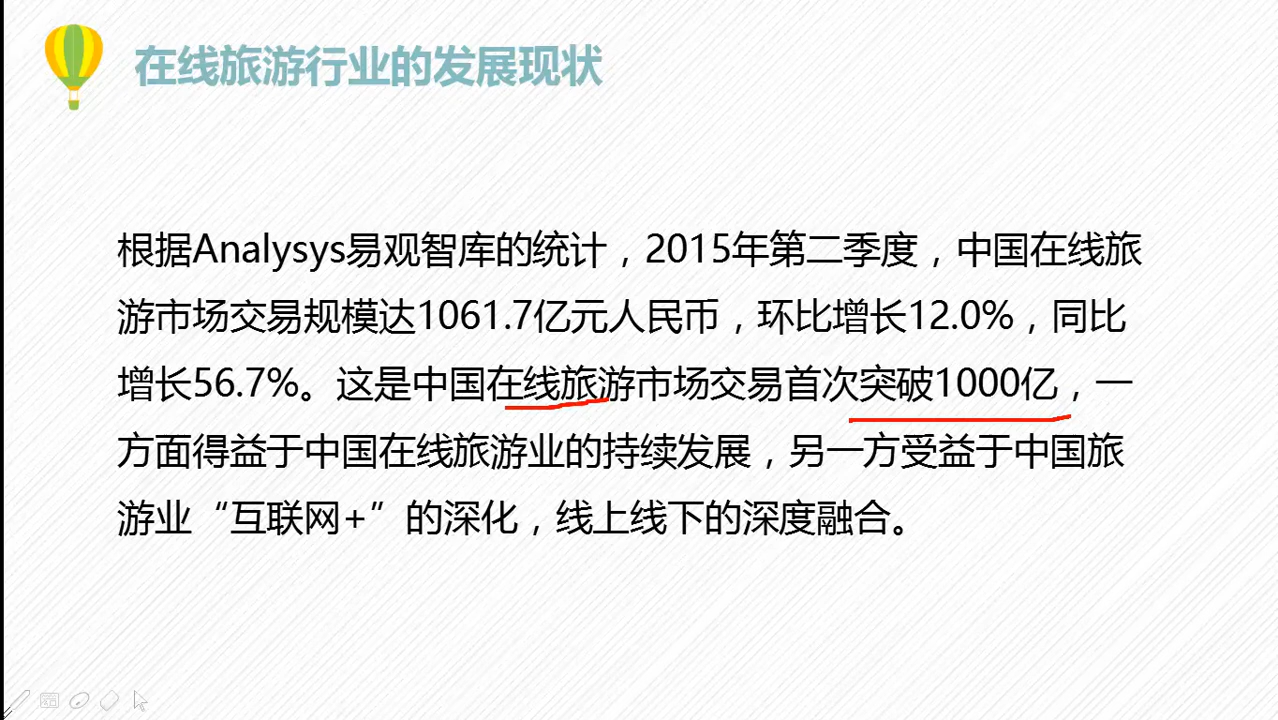 在线旅游行业的发展现状
根据Analysys易观智库的统计，2015年第二季度，中国在线旅
游市场交易规模达1061.7亿元人民币，环比增长12.0%，同比
增长56.7%。这是中国在线旅游市场交易首次突破1000亿，一
方面得益于中国在线旅游业的持续发展，另一方受益于中国旅
游业“互联网+”的深化，线上线下的深度融合。